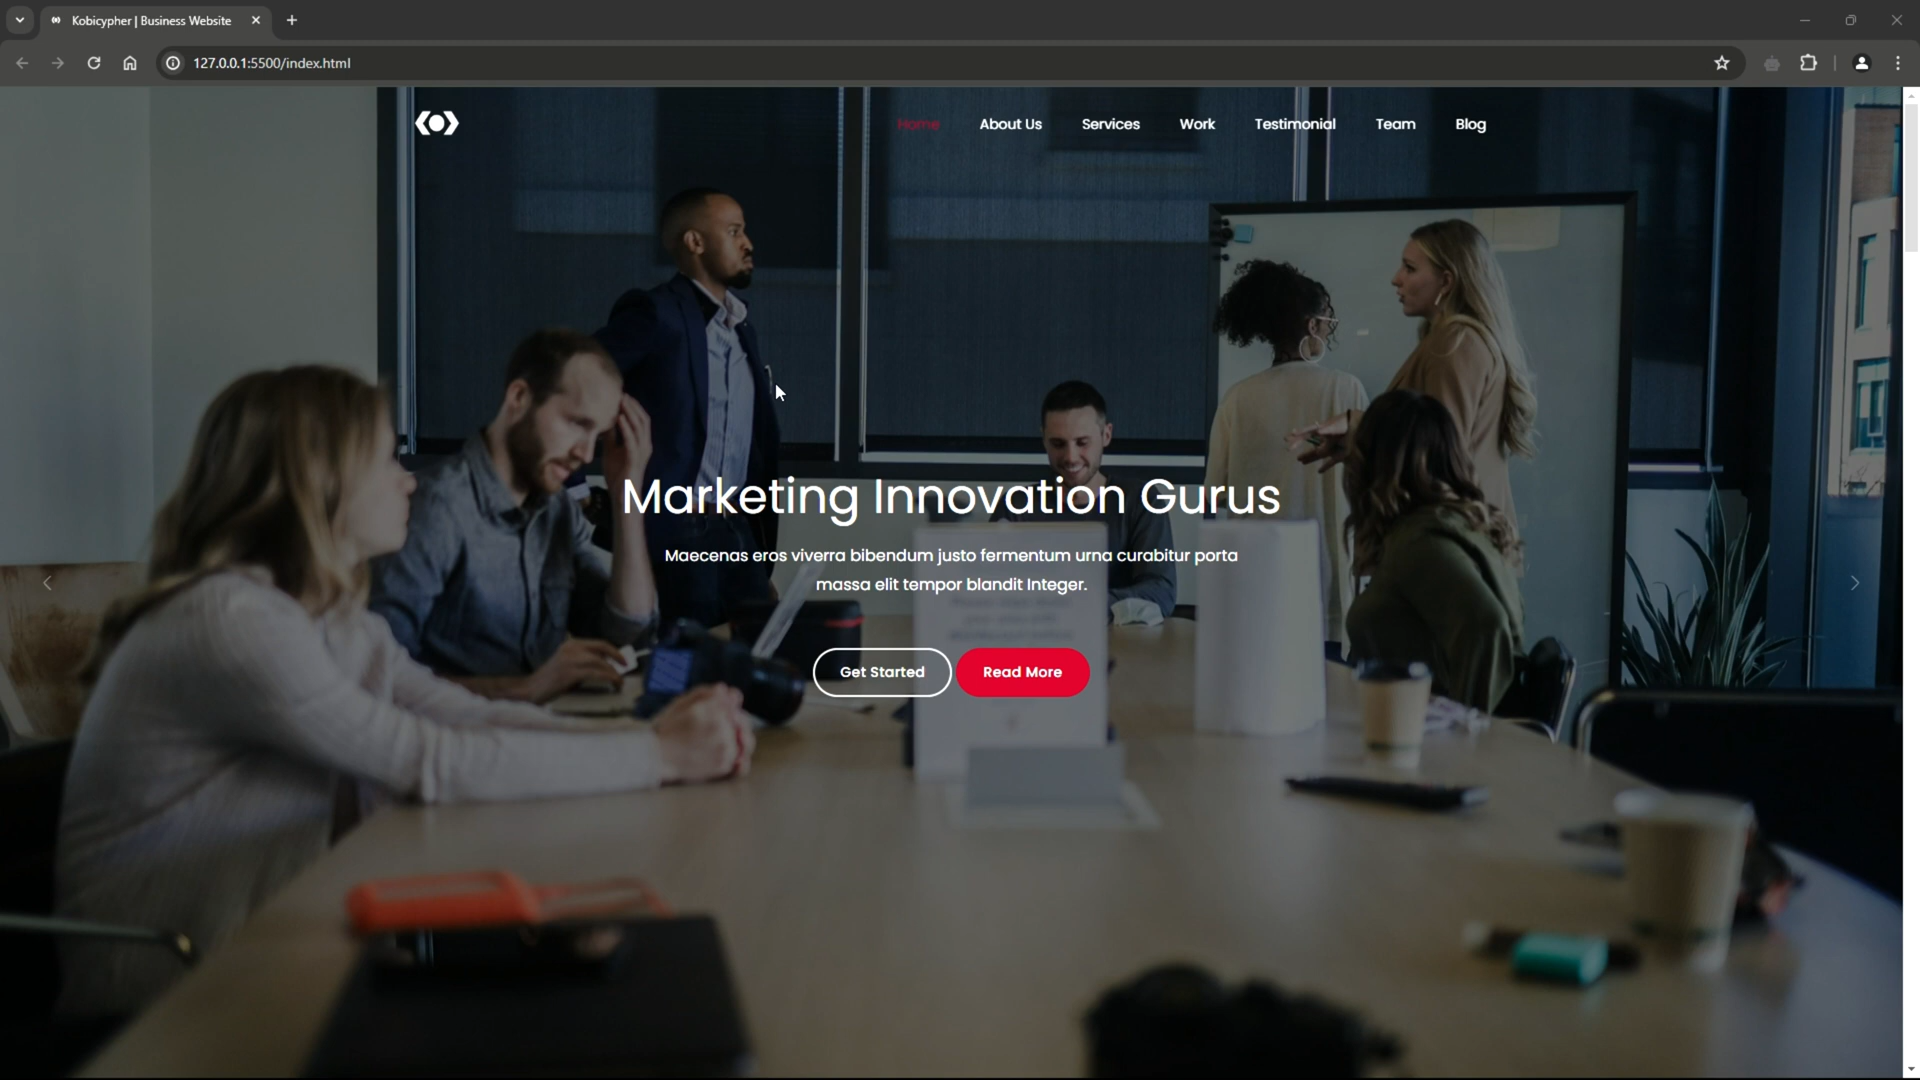 Kobicypher | Business Website
127.0.0.1:5500/index.html
Home About Us Services Work Testimonial Team Blog
Marketing Innovation Gurus
Maecenas eros viverra bibendum justo fermentum urna curabitur porta
massa elit tempor blandit Integer.
Get Started Read More